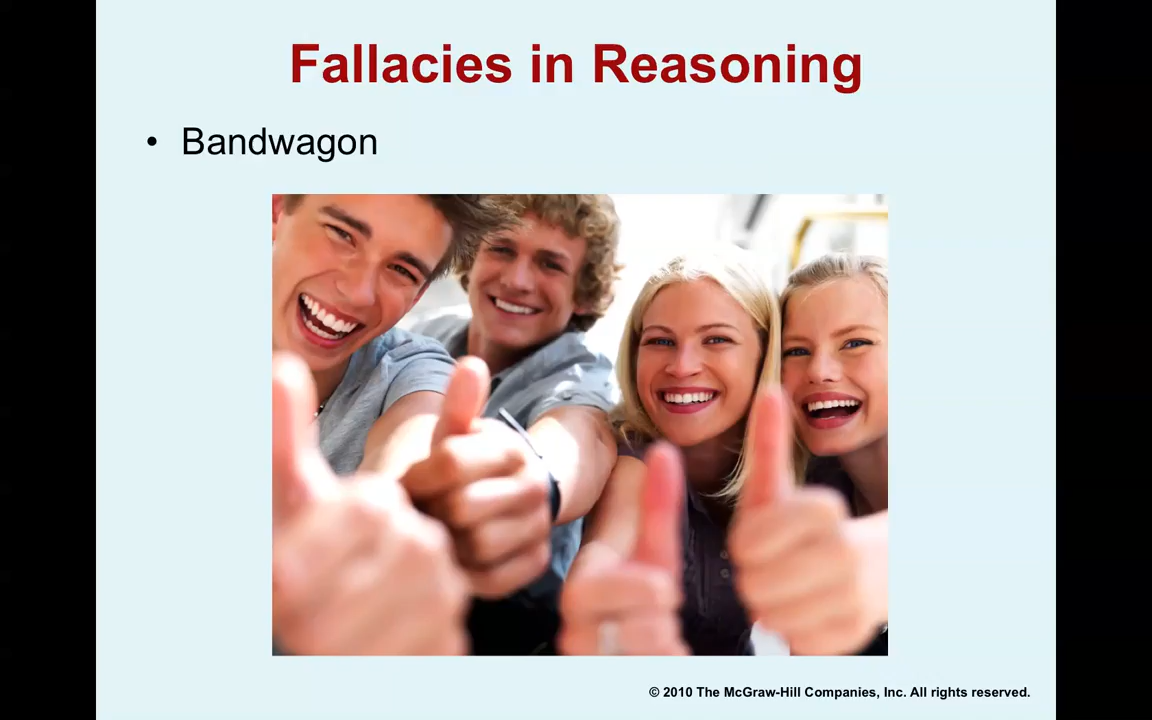 Fallacies in Reasoning
• Bandwagon
© 2010 The McGraw-Hill Companies, Inc. All rights reserved.